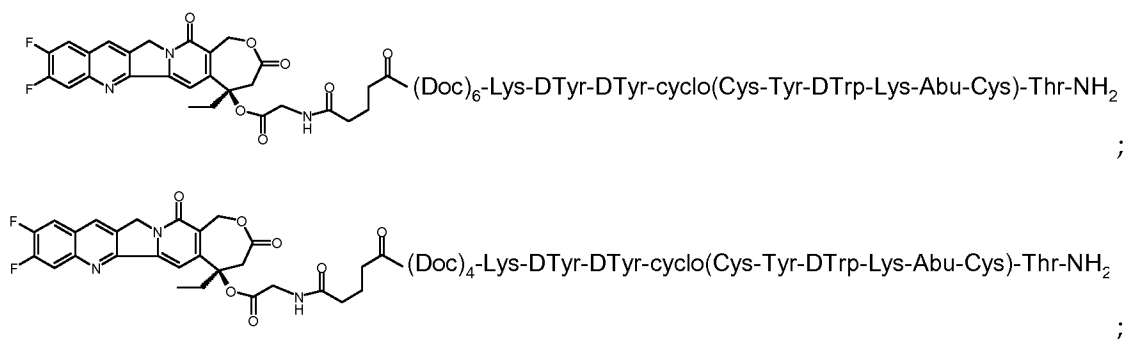 O
F
O
N
O
O
F
N
(Doc)6-Lys-DTyr-DTyr-cyclo(Cys-Tyr-DTrp-Lys-Abu-Cys)-Thr-NH2
O
O
N
H
O
;
O
F
O
N
O
O
F
N
(Doc)4-Lys-DTyr-DTyr-cyclo(Cys-Tyr-DTrp-Lys-Abu-Cys)-Thr-NH2
O
O
N
H
O
;